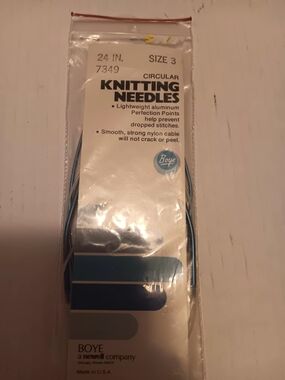 24 IN. SIZE 3
7349
CIRCULAR
KNITTING
NEEDLES
• Lightweight aluminum
Perfection Points
help prevent
dropped stitches.
• Smooth, strong nylon cable
will not crack or peel.
Boye
BOYE
a newell company
Made in U.S.A.